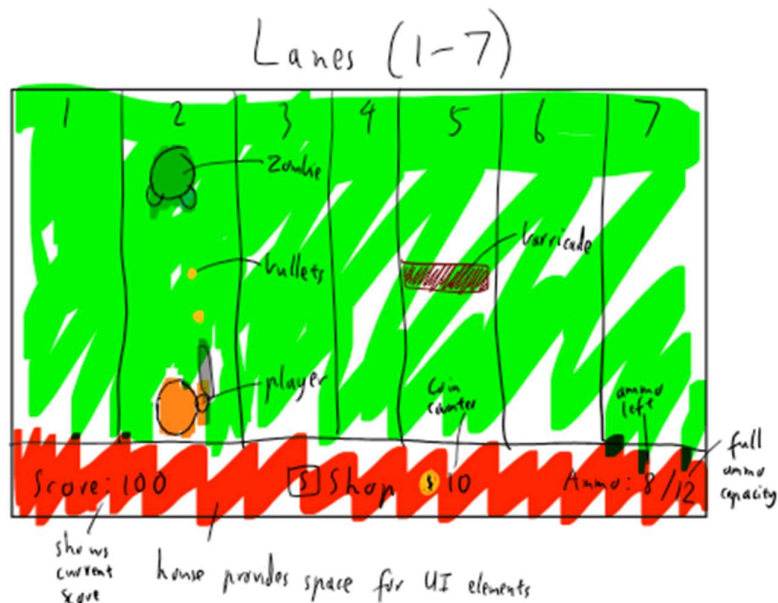 Lanes (1-7)
1 2 3 4 5 6 7
Zombie
barricade
bullets
player
Coin
counter
ammo
left
Score: 100
S Shop $ 10
Ammo: 8/12
full
ammo
capacity
shows
current
score
house provides space for UI elements